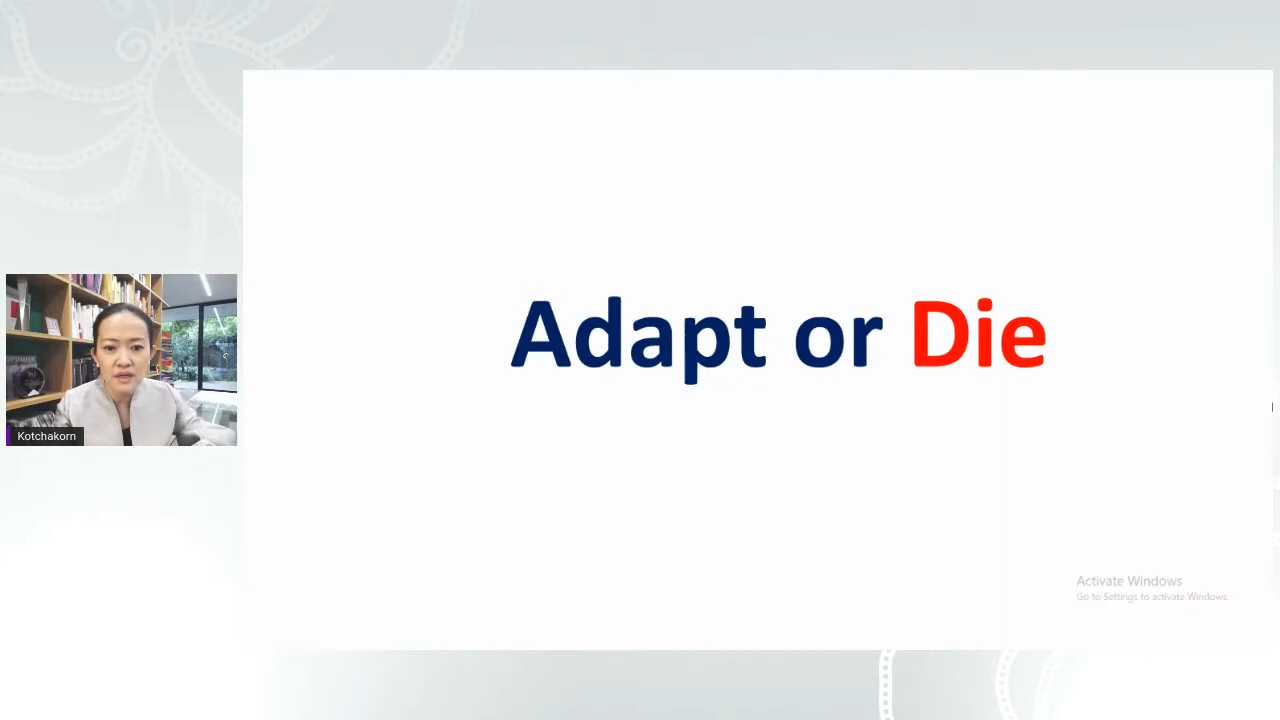 Adapt or Die
Kotchakorn
Activate Windows
Go to Settings to activate Windows.